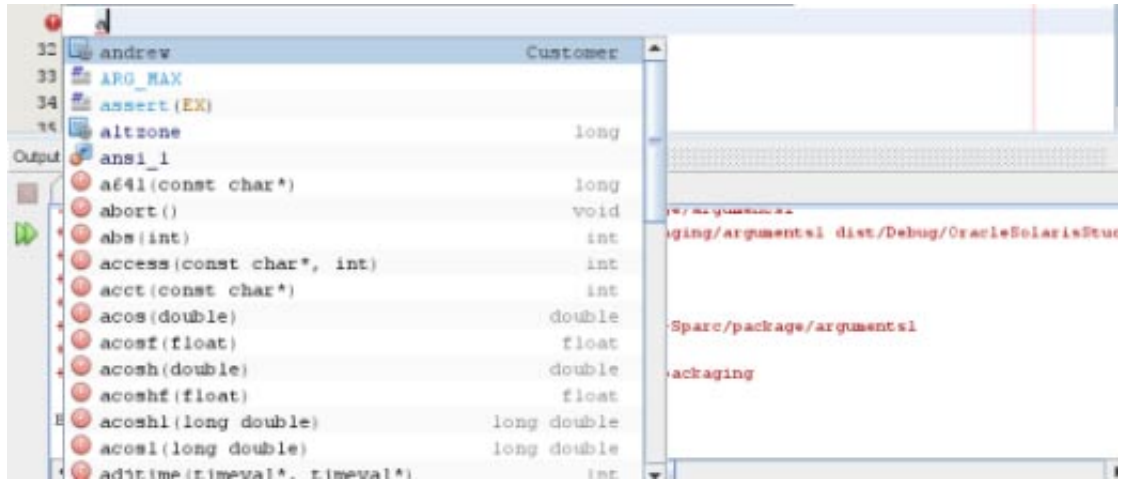 a
32 andrew Customer
33 ARG_MAX
34 assert(EX)
35 altzone long
Output ansi_1
a64l(const char*) long
abort() void
abs(int) int
aging/arguments1 dist/Debug/OracleSolarisStuc
access(const char*, int) int
acct(const char*) int
acos(double) double
-Sparc/package/arguments1
acosf(float) float
acosh(double) double
ackaging
acoshf(float) float
acoshl(long double) long double
acosl(long double) long double
adjtime(timeval*, timeval*) int